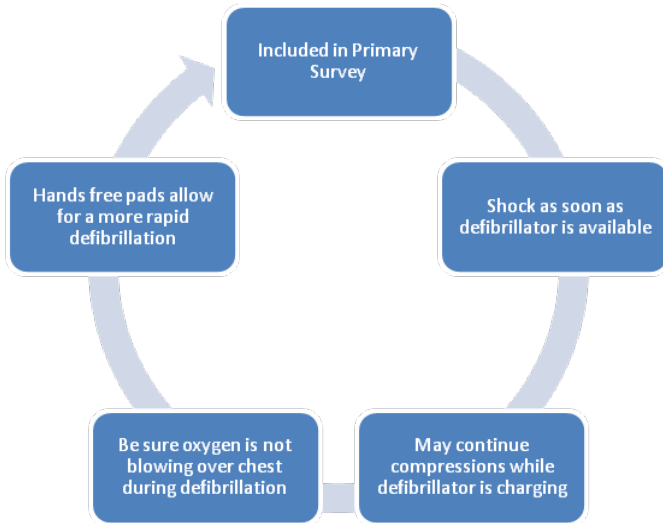 Included in Primary
Survey
Shock as soon as
defibrillator is available
May continue
compressions while
defibrillator is charging
Be sure oxygen is not
blowing over chest
during defibrillation
Hands free pads allow
for a more rapid
defibrillation